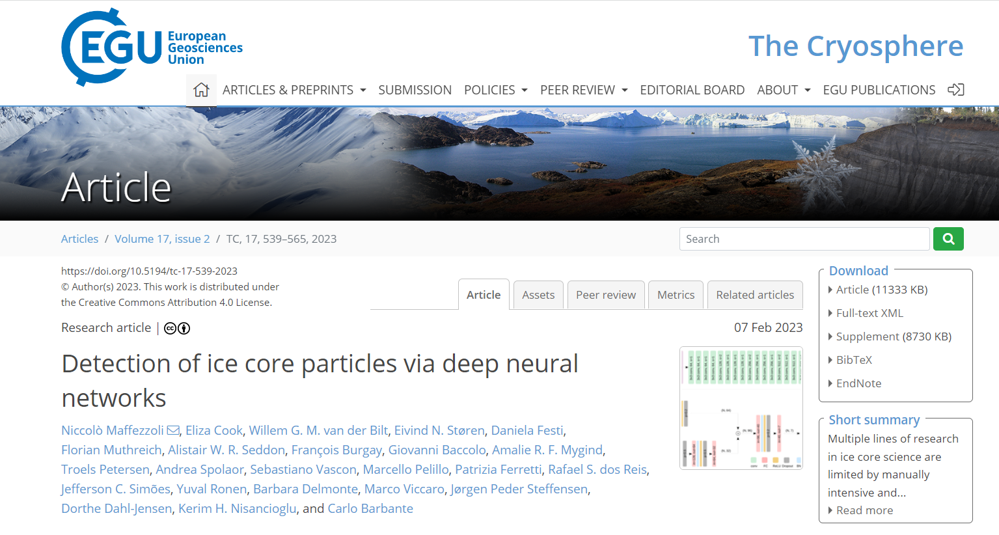 EGU European
Geosciences
Union
The Cryosphere
ARTICLES & PREPRINTS SUBMISSION POLICIES PEER REVIEW EDITORIAL BOARD ABOUT EGU PUBLICATIONS
Article
Articles / Volume 17, issue 2 / TC, 17, 539–565, 2023
Search
https://doi.org/10.5194/tc-17-539-2023
© Author(s) 2023. This work is distributed under
the Creative Commons Attribution 4.0 License.
Article Assets Peer review Metrics Related articles
Research article |
07 Feb 2023
Detection of ice core particles via deep neural
networks
Niccolò Maffezzoli, Eliza Cook, Willem G. M. van der Bilt, Eivind N. Støren, Daniela Festi,
Florian Muthreich, Alistair W. R. Seddon, François Burgay, Giovanni Baccolo, Amalie R. F. Mygind,
Troels Petersen, Andrea Spolaor, Sebastiano Vascon, Marcello Pelillo, Patrizia Ferretti, Rafael S. dos Reis,
Jefferson C. Simões, Yuval Ronen, Barbara Delmonte, Marco Viccaro, Jørgen Peder Steffensen,
Dorthe Dahl-Jensen, Kerim H. Nisancioglu, and Carlo Barbante
Download
Article (11333 KB)
Full-text XML
Supplement (8730 KB)
BibTeX
EndNote
Short summary
Multiple lines of research
in ice core science are
limited by manually
intensive and...
Read more